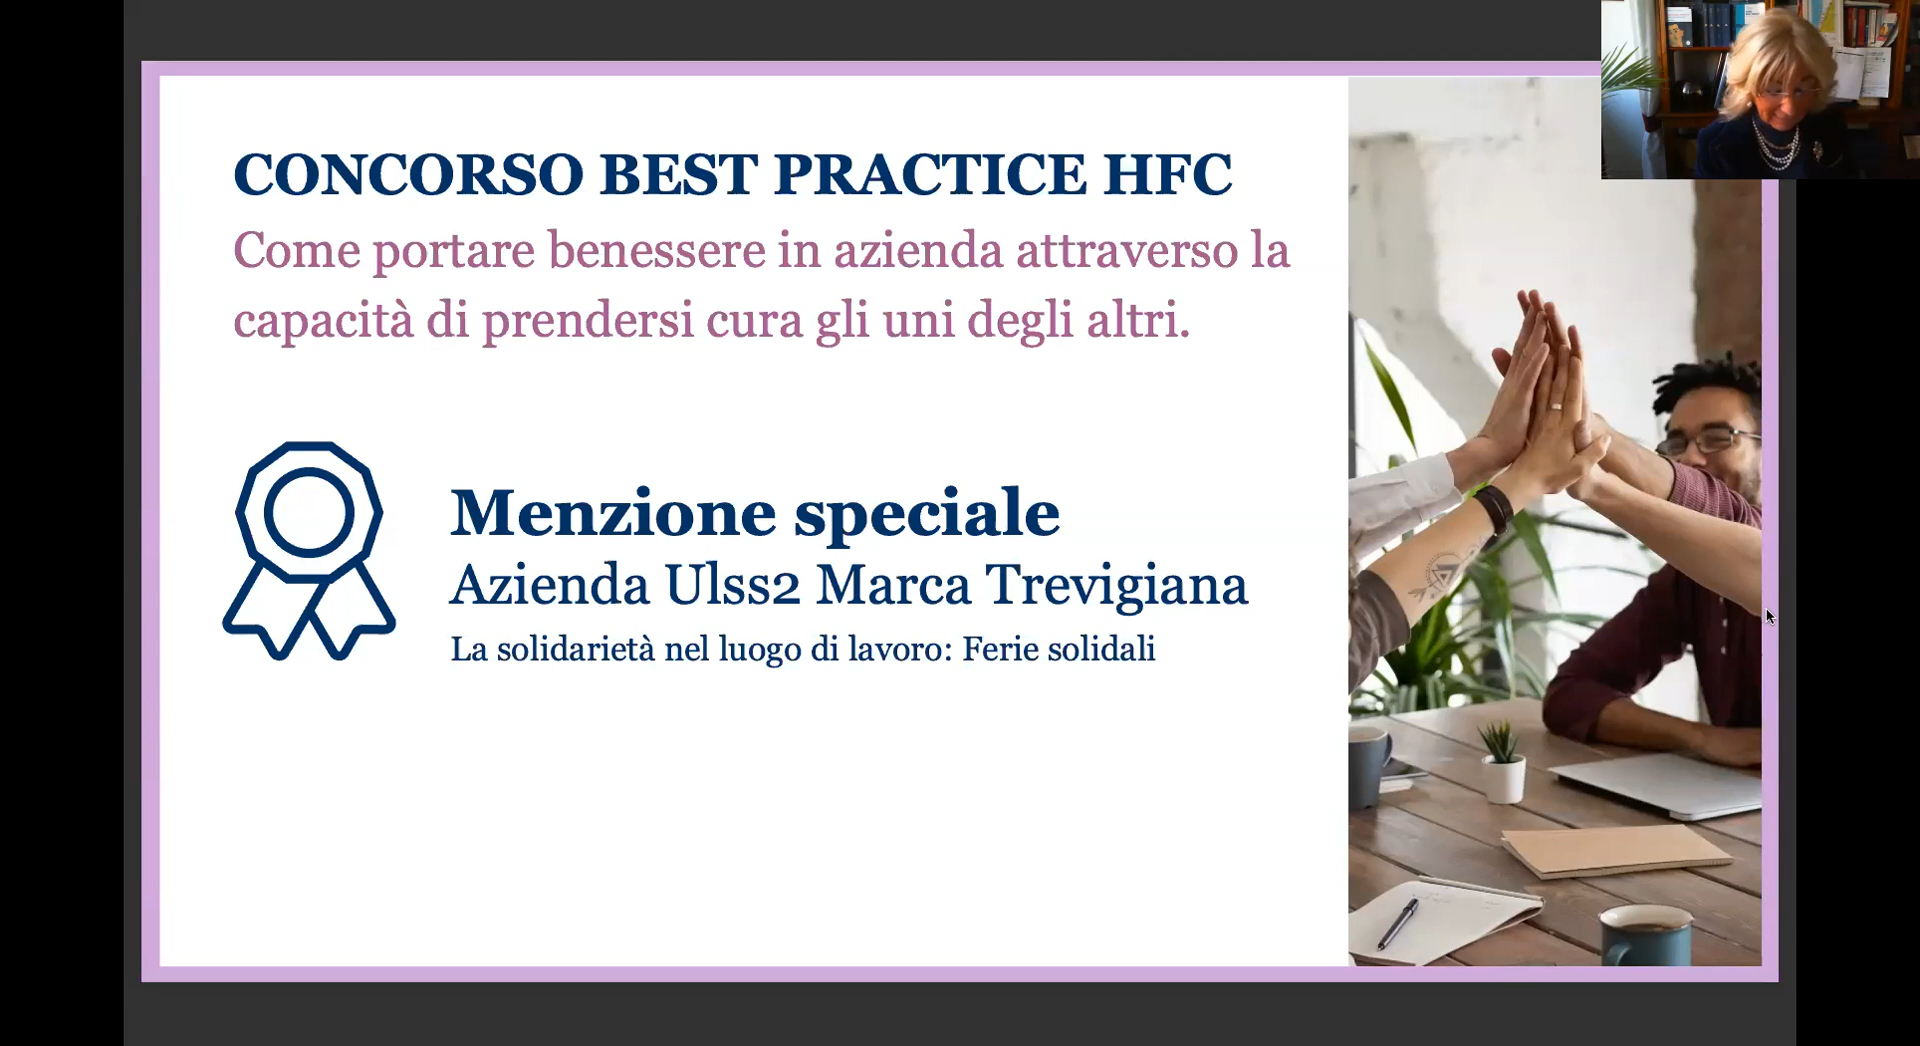 CONCORSO BEST PRACTICE HFC
Come portare benessere in azienda attraverso la
capacità di prendersi cura gli uni degli altri.
Menzione speciale
Azienda Ulss2 Marca Trevigiana
La solidarietà nel luogo di lavoro: Ferie solidali